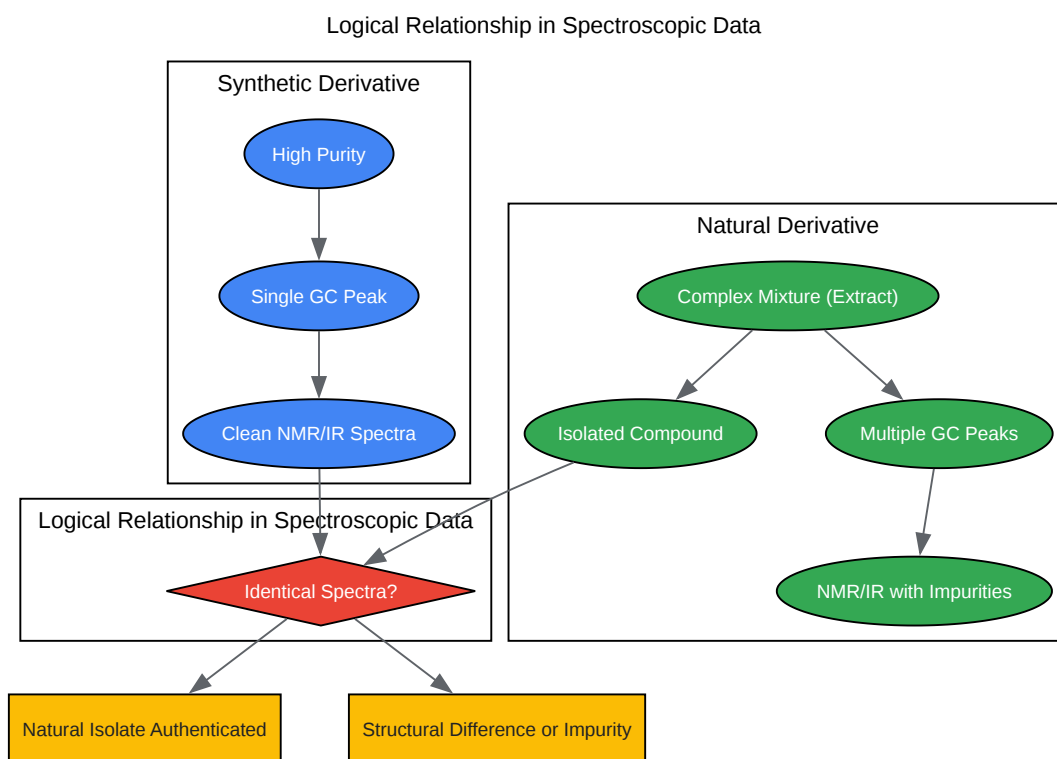 Logical Relationship in Spectroscopic Data
Synthetic Derivative
High Purity
Single GC Peak
Clean NMR/IR Spectra
Natural Derivative
Complex Mixture (Extract)
Isolated Compound
Multiple GC Peaks
NMR/IR with Impurities
Logical Relationship in Spectroscopic Data
Identical Spectra?
Natural Isolate Authenticated
Structural Difference or Impurity